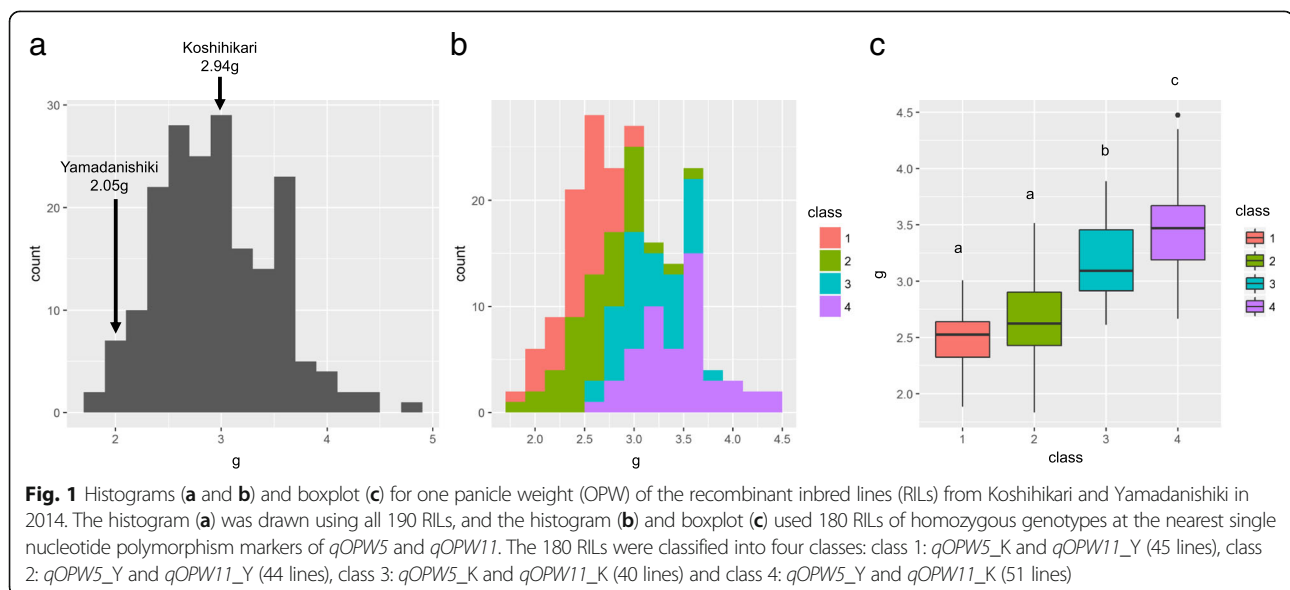 a
Koshihikari
2.94g
Yamadanishiki
2.05g
30
20
10
0
count
2
3
4
5
g
b
20
10
0
count
2.0
2.5
3.0
3.5
4.0
4.5
g
class
1
2
3
4
c
4.5
4.0
3.5
3.0
2.5
2.0
g
a
a
b
c
1
2
3
4
class
class
1
2
3
4
Fig. 1 Histograms (a and b) and boxplot (c) for one panicle weight (OPW) of the recombinant inbred lines (RILs) from Koshihikari and Yamadanishiki in
2014. The histogram (a) was drawn using all 190 RILs, and the histogram (b) and boxplot (c) used 180 RILs of homozygous genotypes at the nearest single
nucleotide polymorphism markers of qOPW5 and qOPW11. The 180 RILs were classified into four classes: class 1: qOPW5_K and qOPW11_Y (45 lines), class
2: qOPW5_Y and qOPW11_Y (44 lines), class 3: qOPW5_K and qOPW11_K (40 lines) and class 4: qOPW5_Y and qOPW11_K (51 lines)